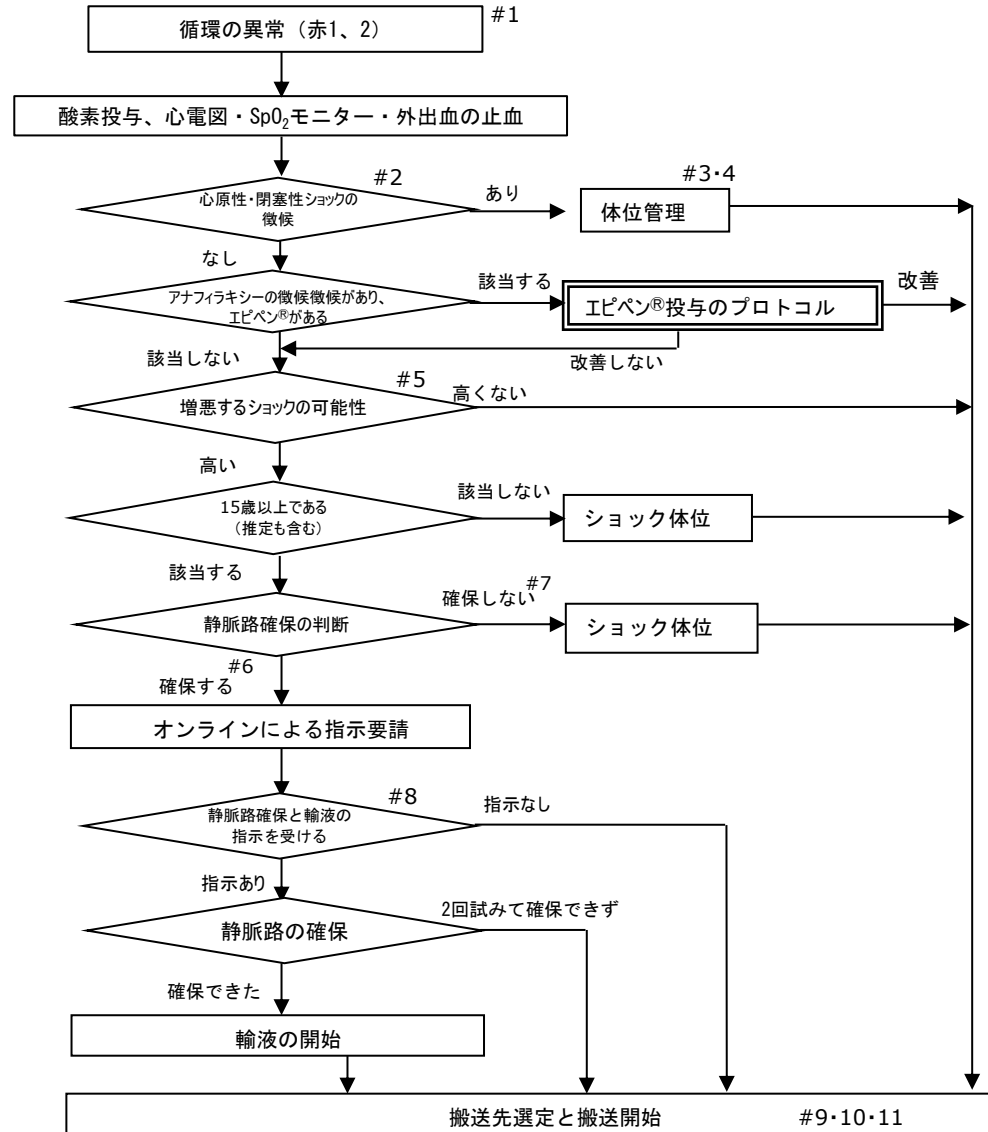 循環の異常（赤1、2）
#1
酸素投与、心電図・SpO₂モニター・外出血の止血
#2
心原性・閉塞性ショックの
徴候
あり
#3・4
体位管理
なし
アナフィラキシーの徴候徴候があり、
エピペン®がある
該当する
エピペン®投与のプロトコル
改善
該当しない
改善しない
#5
増悪するショックの可能性
高くない
高い
15歳以上である
（推定も含む）
該当しない
ショック体位
該当する
静脈路確保の判断
確保しない
#7
ショック体位
#6
確保する
オンラインによる指示要請
#8
静脈路確保と輸液の
指示を受ける
指示なし
指示あり
静脈路の確保
2回試みて確保できず
確保できた
輸液の開始
搬送先選定と搬送開始
#9・10・11